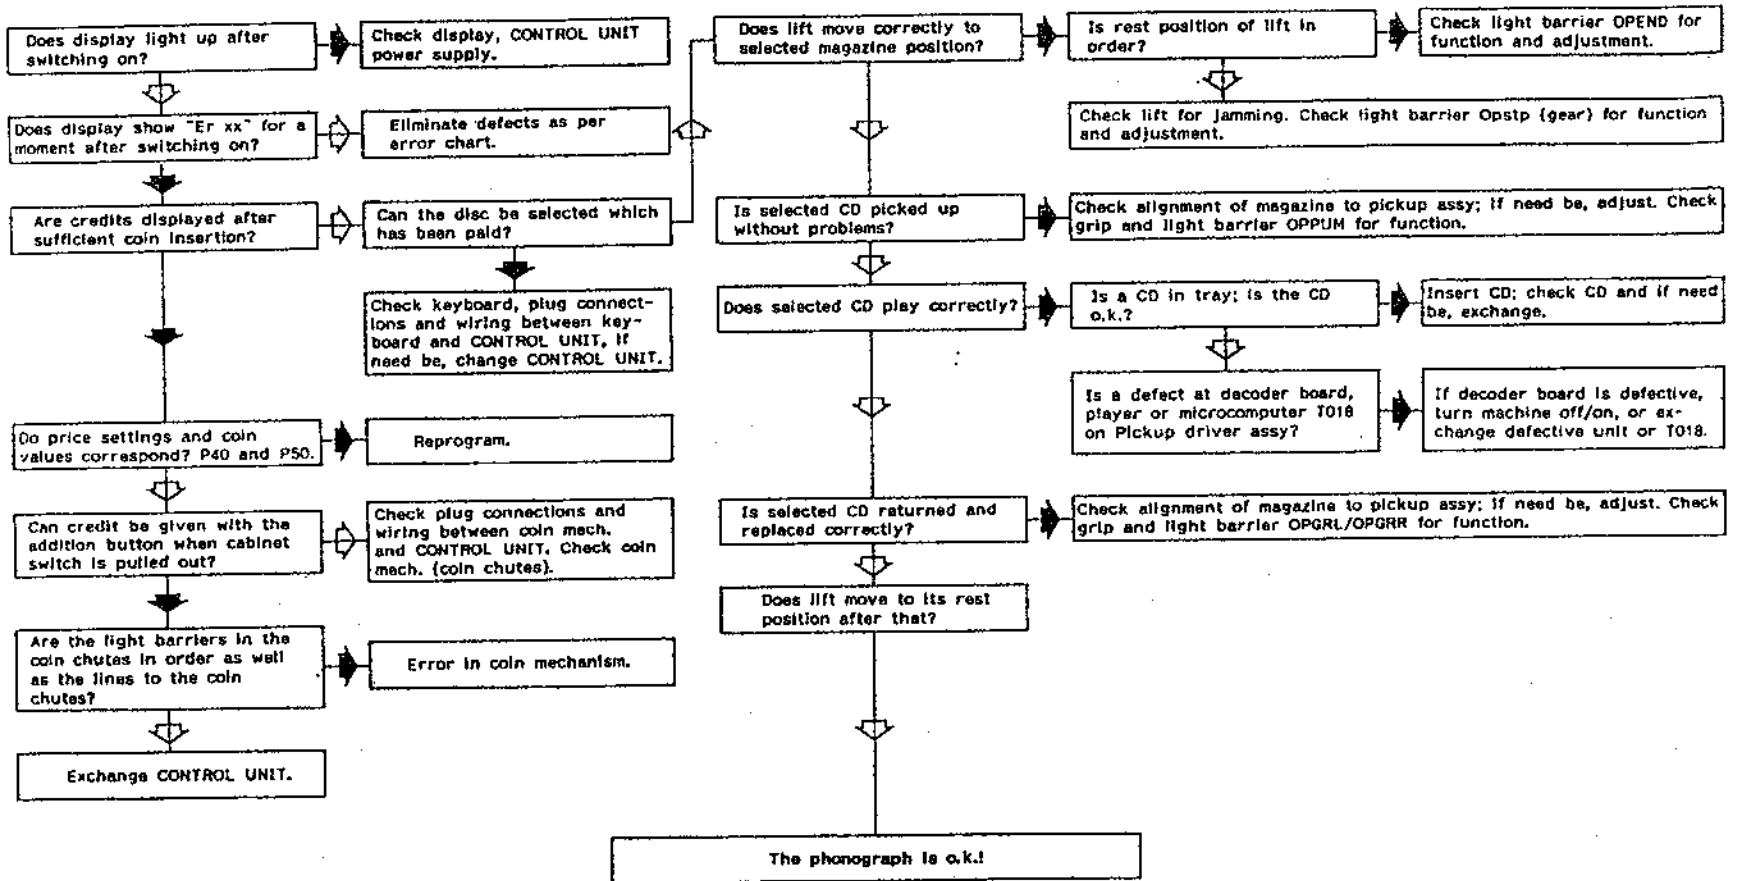 Does display light up after
switching on?
Check display, CONTROL UNIT
power supply.
Does display show "Er xx" for a
moment after switching on?
Eliminate defects as per
error chart.
Are credits displayed after
sufficient coin insertion?
Can the disc be selected which
has been paid?
Check keyboard, plug connect-
ions and wiring between key-
board and CONTROL UNIT, if
need be, change CONTROL UNIT.
Do price settings and coin
values correspond? P40 and P50.
Reprogram.
Can credit be given with the
addition button when cabinet
switch is pulled out?
Check plug connections and
wiring between coin mech.
and CONTROL UNIT. Check coin
mech. (coin chutes).
Are the light barriers in the
coin chutes in order as well
as the lines to the coin
chutes?
Error in coin mechanism.
Exchange CONTROL UNIT.
Does lift move correctly to
selected magazine position?
Is rest position of lift in
order?
Check light barrier OPEND for
function and adjustment.
Check lift for jamming. Check light barrier Opstp (gear) for function
and adjustment.
Is selected CD picked up
without problems?
Check alignment of magazine to pickup assy; if need be, adjust. Check
grip and light barrier OPPUM for function.
Does selected CD play correctly?
Is a CD in tray; is the CD
o.k.?
Insert CD; check CD and if need
be, exchange.
Is a defect at decoder board,
player or microcomputer T018
on Pickup driver assy?
If decoder board is defective,
turn machine off/on, or ex-
change defective unit or T018.
Is selected CD returned and
replaced correctly?
Check alignment of magazine to pickup assy; if need be, adjust. Check
grip and light barrier OPGRL/OPGRR for function.
Does lift move to its rest
position after that?
The phonograph is o.k.!